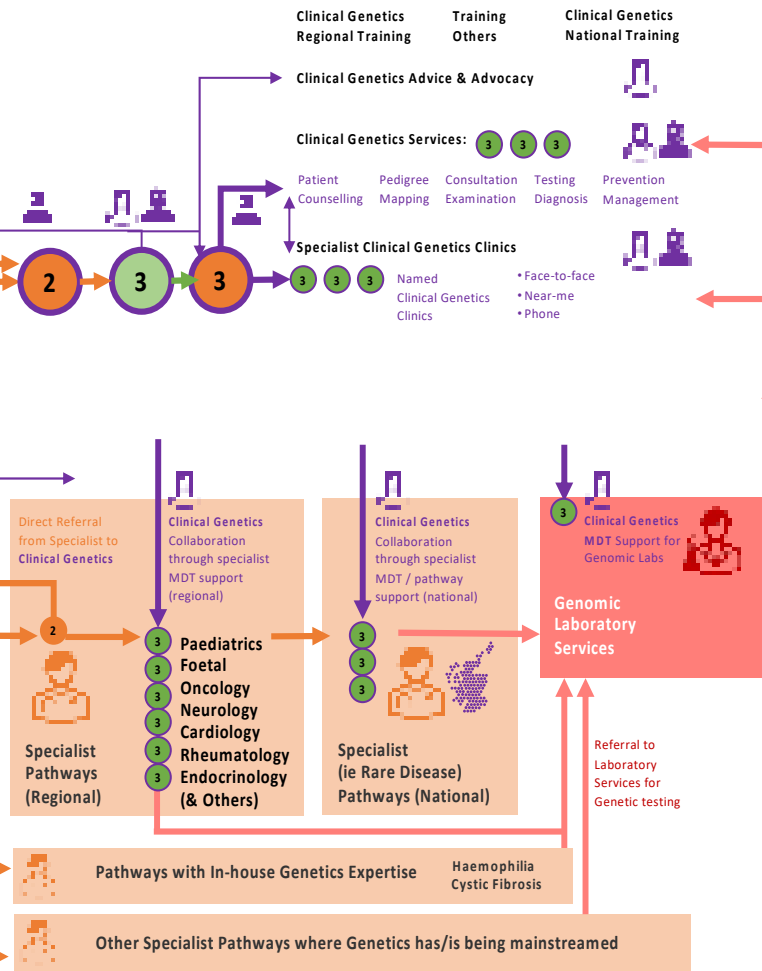 Clinical Genetics
Regional Training
Training
Others
Clinical Genetics
National Training
Clinical Genetics Advice & Advocacy
Clinical Genetics Services: 3 3 3
Patient
Counselling
Pedigree
Mapping
Consultation
Examination
Testing
Diagnosis
Prevention
Management
2 3 3
Specialist Clinical Genetics Clinics
3 3 3
Named
Clinical Genetics
Clinics
• Face-to-face
• Near-me
• Phone
Direct Referral
from Specialist to
Clinical Genetics
2
Specialist
Pathways
(Regional)
Clinical Genetics
Collaboration
through specialist
MDT support
(regional)
3 Paediatrics
3 Foetal
3 Oncology
Neurology
3 Cardiology
3 Rheumatology
3 Endocrinology
(& Others)
Clinical Genetics
Collaboration
through specialist
MDT / pathway
support (national)
3
3
3
Specialist
(ie Rare Disease)
Pathways (National)
3
Clinical Genetics
MDT Support for
Genomic Labs
Genomic
Laboratory
Services
Referral to
Laboratory
Services for
Genetic testing
Pathways with In-house Genetics Expertise
Haemophilia
Cystic Fibrosis
Other Specialist Pathways where Genetics has/is being mainstreamed